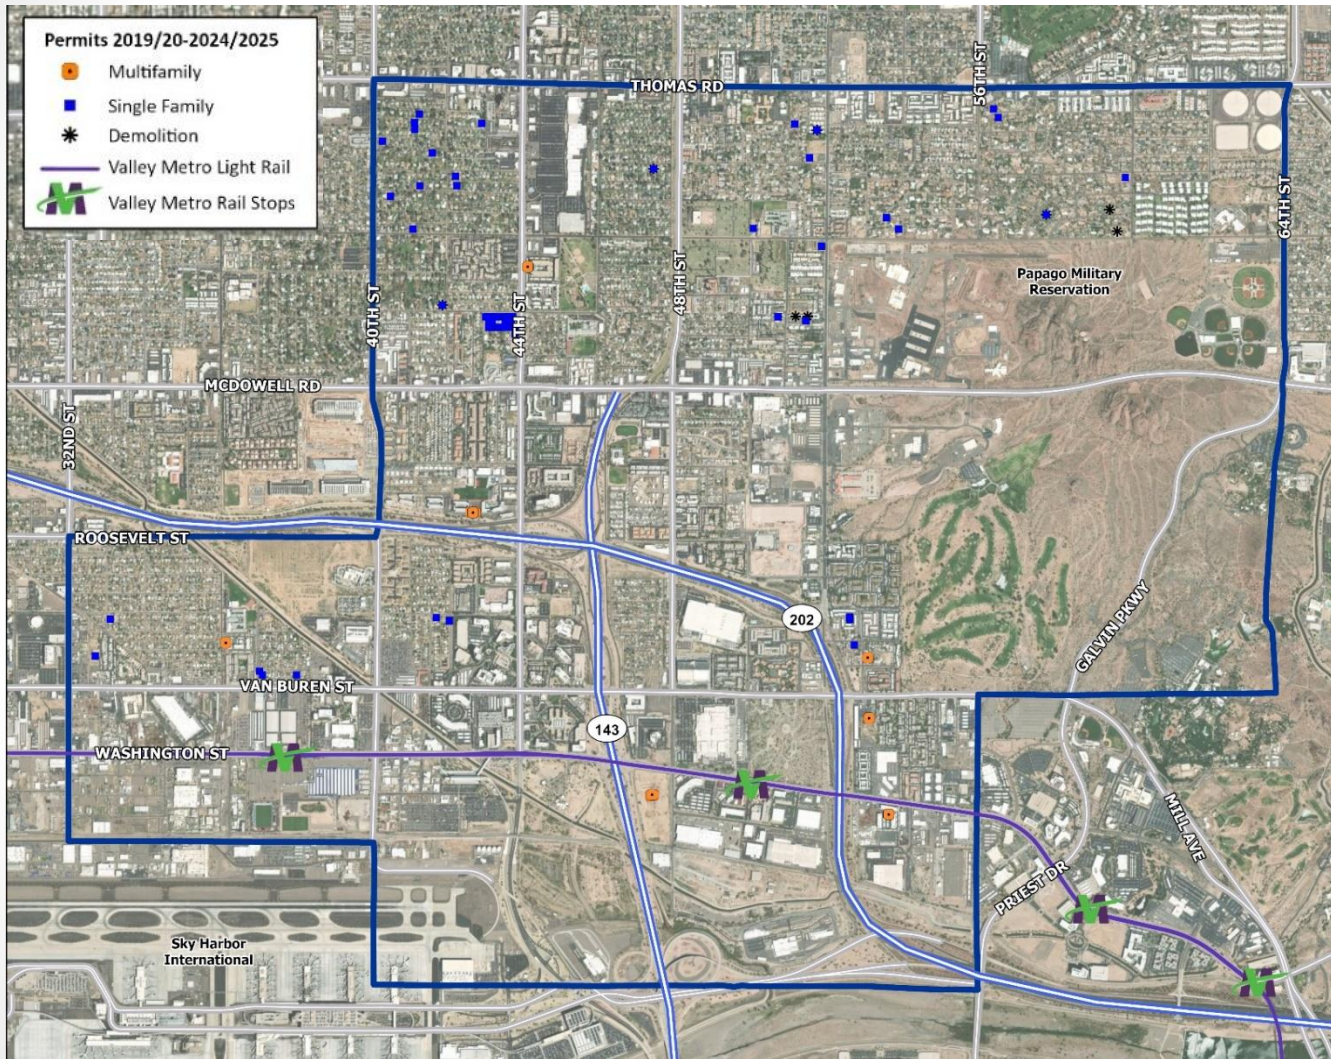 Permits 2019/20-2024/2025
Multifamily
Single Family
Demolition
Valley Metro Light Rail
Valley Metro Rail Stops
THOMAS RD
56TH ST
64TH ST
40TH ST
44TH ST
48TH ST
Papago Military
Reservation
MCDOWELL RD
32ND ST
ROOSEVELT ST
202
GALVIN PKWY
VAN BUREN ST
143
WASHINGTON ST
MILL AVE
PRIEST DR
Sky Harbor
International